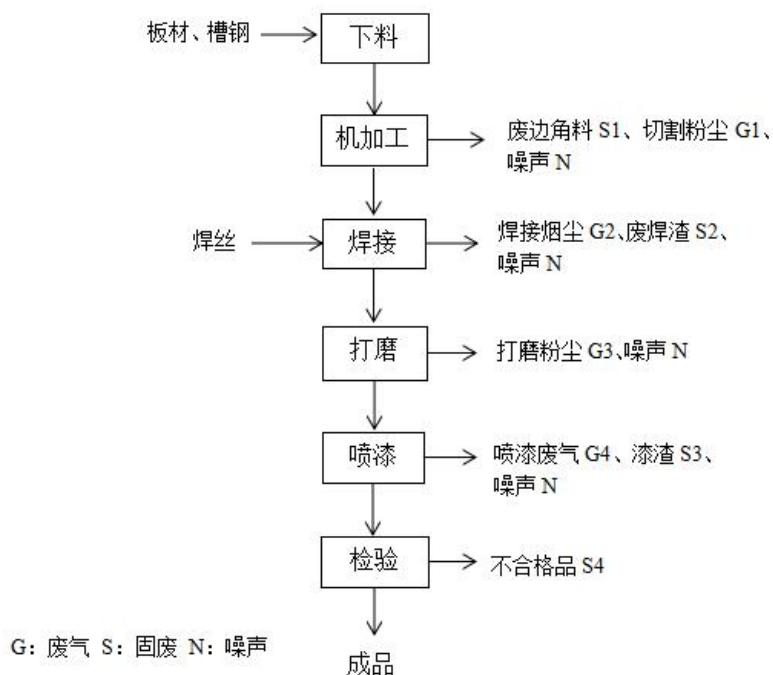 板材、槽钢
下料
机加工
废边角料 S1、切割粉尘 G1、
噪声 N
焊丝
焊接
焊接烟尘 G2、废焊渣 S2、
噪声 N
打磨
打磨粉尘 G3、噪声 N
喷漆
喷漆废气 G4、漆渣 S3、
噪声 N
检验
不合格品 S4
G：废气 S：固废 N：噪声
成品